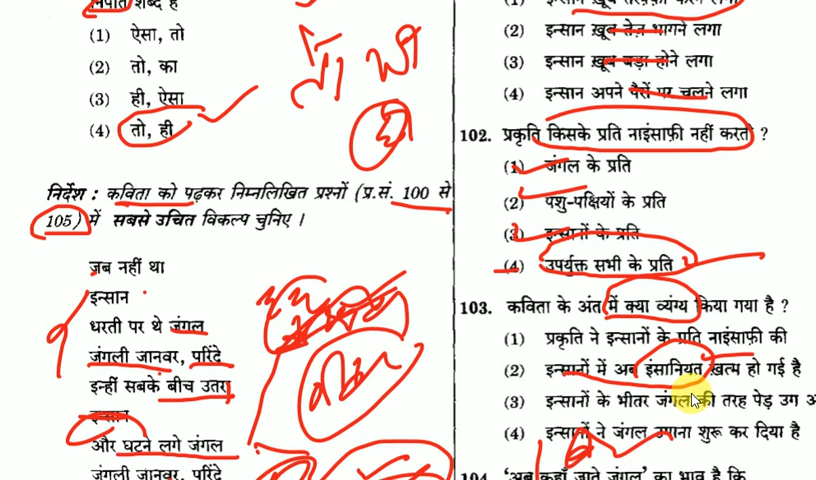 निपात शब्द है
(1) ऐसा, तो
(2) तो, का
(3) ही, ऐसा
(4) तो, ही
तो भी
ही
निर्देश : कविता को पढ़कर निम्नलिखित प्रश्नों (प्र.सं. 100 से
105) में सबसे उचित विकल्प चुनिए ।
जब नहीं था
इन्सान
धरती पर थे जंगल
जंगली जानवर, परिंदे
इन्हीं सबके बीच उतरा
इन्सान
और घटने लगे जंगल
जंगली जानवर, परिंदे
(1) इन्सान ख़ूब तरक़्क़ी करने लगा
(2) इन्सान ख़ूब तेज़ भागने लगा
(3) इन्सान ख़ूब बड़ा होने लगा
(4) इन्सान अपने पैरों पर चलने लगा
102. प्रकृति किसके प्रति नाइंसाफ़ी नहीं करती ?
(1) जंगल के प्रति
(2) पशु-पक्षियों के प्रति
(3) इन्सानों के प्रति
(4) उपर्युक्त सभी के प्रति
103. कविता के अंत में क्या व्यंग्य किया गया है ?
(1) प्रकृति ने इन्सानों के प्रति नाइंसाफ़ी की
(2) इन्सानों में अब इंसानियत ख़त्म हो गई है
(3) इन्सानों के भीतर जंगल की तरह पेड़ उग
(4) इन्सानों ने जंगल उगाना शुरू कर दिया है
104. 'अब कहाँ जाते जंगल' का भाव है कि